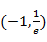 (-1, 1/e)